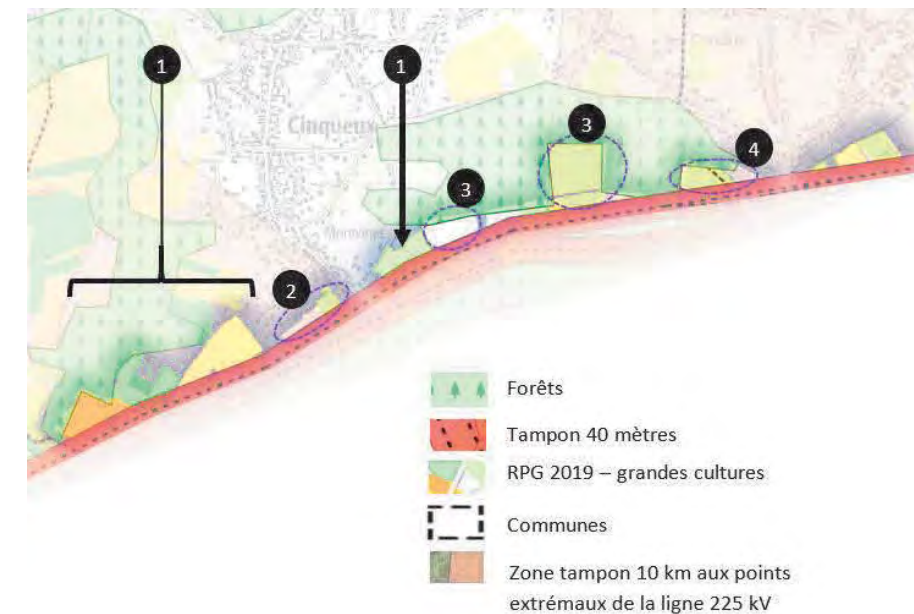 1
1
3
Cinqueux
3
4
2
Forêts
Tampon 40 mètres
RPG 2019 – grandes cultures
Communes
Zone tampon 10 km aux points
extrémaux de la ligne 225 kV